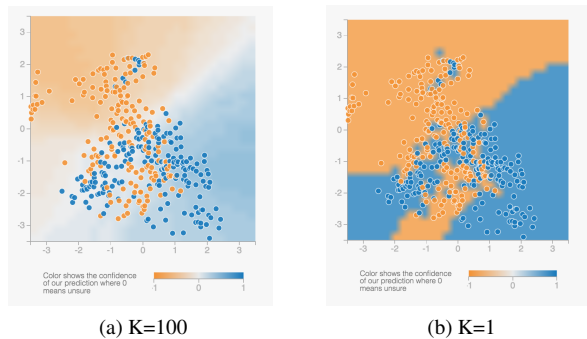 3
2
1
0
-1
-2
-3
-3 -2 -1 0 1 2 3
Color shows the confidence
of our prediction where 0
means unsure
-1 0 1
(a) K=100
3
2
1
0
-1
-2
-3
-3 -2 -1 0 1 2 3
Color shows the confidence
of our prediction where 0
means unsure
-1 0 1
(b) K=1